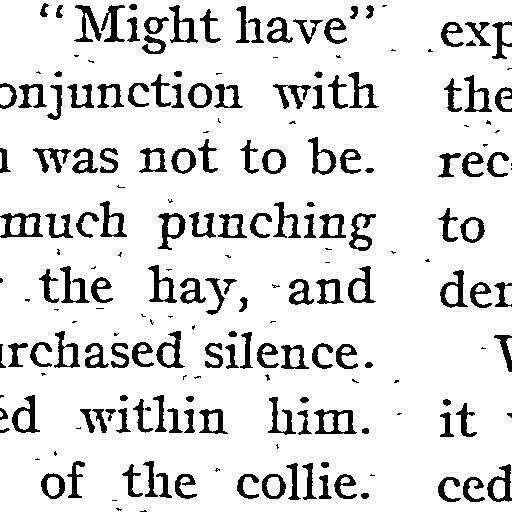 "Might have"
onjunction with
was not to be.
much punching
the hay, and
urchased silence.
ed within him.
of the collie.
exp
the
rec
to
den
it
ced